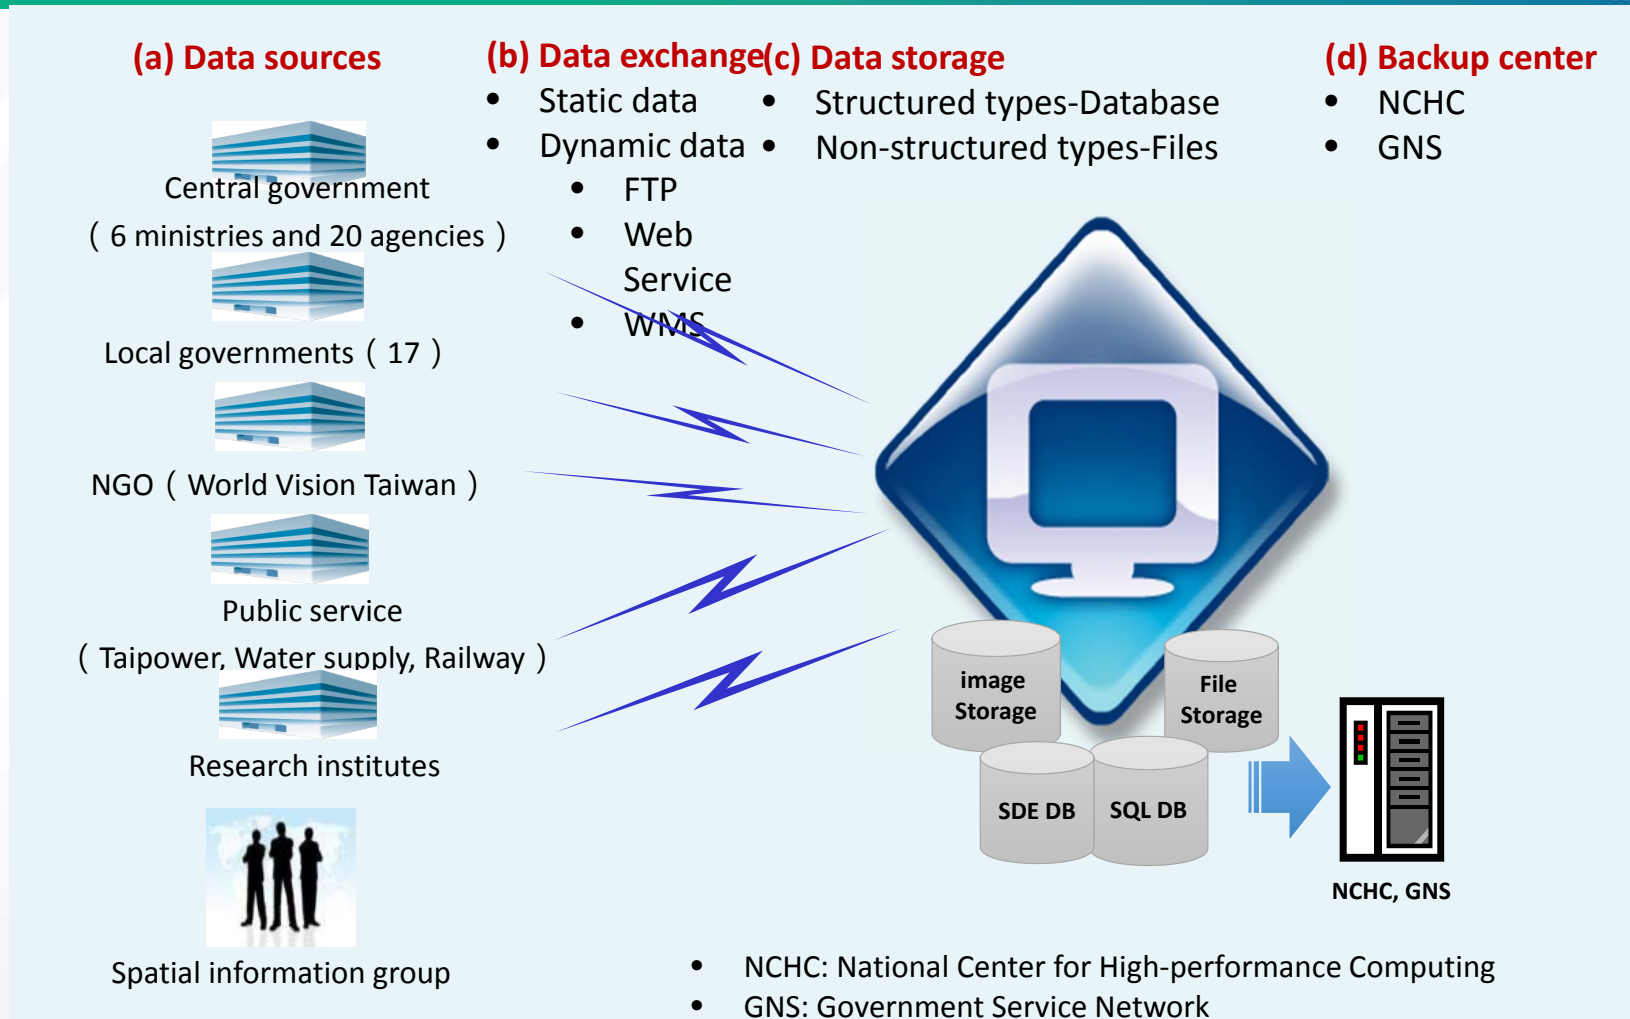 (a) Data sources
Central government
( 6 ministries and 20 agencies )
Local governments ( 17 )
NGO ( World Vision Taiwan )
Public service
( Taipower, Water supply, Railway )
Research institutes
Spatial information group
(b) Data exchange
• Static data
• Dynamic data
• FTP
• Web
Service
• WMS
(c) Data storage
• Structured types-Database
• Non-structured types-Files
image
Storage
File
Storage
SDE DB
SQL DB
(d) Backup center
• NCHC
• GNS
NCHC, GNS
• NCHC: National Center for High-performance Computing
• GNS: Government Service Network